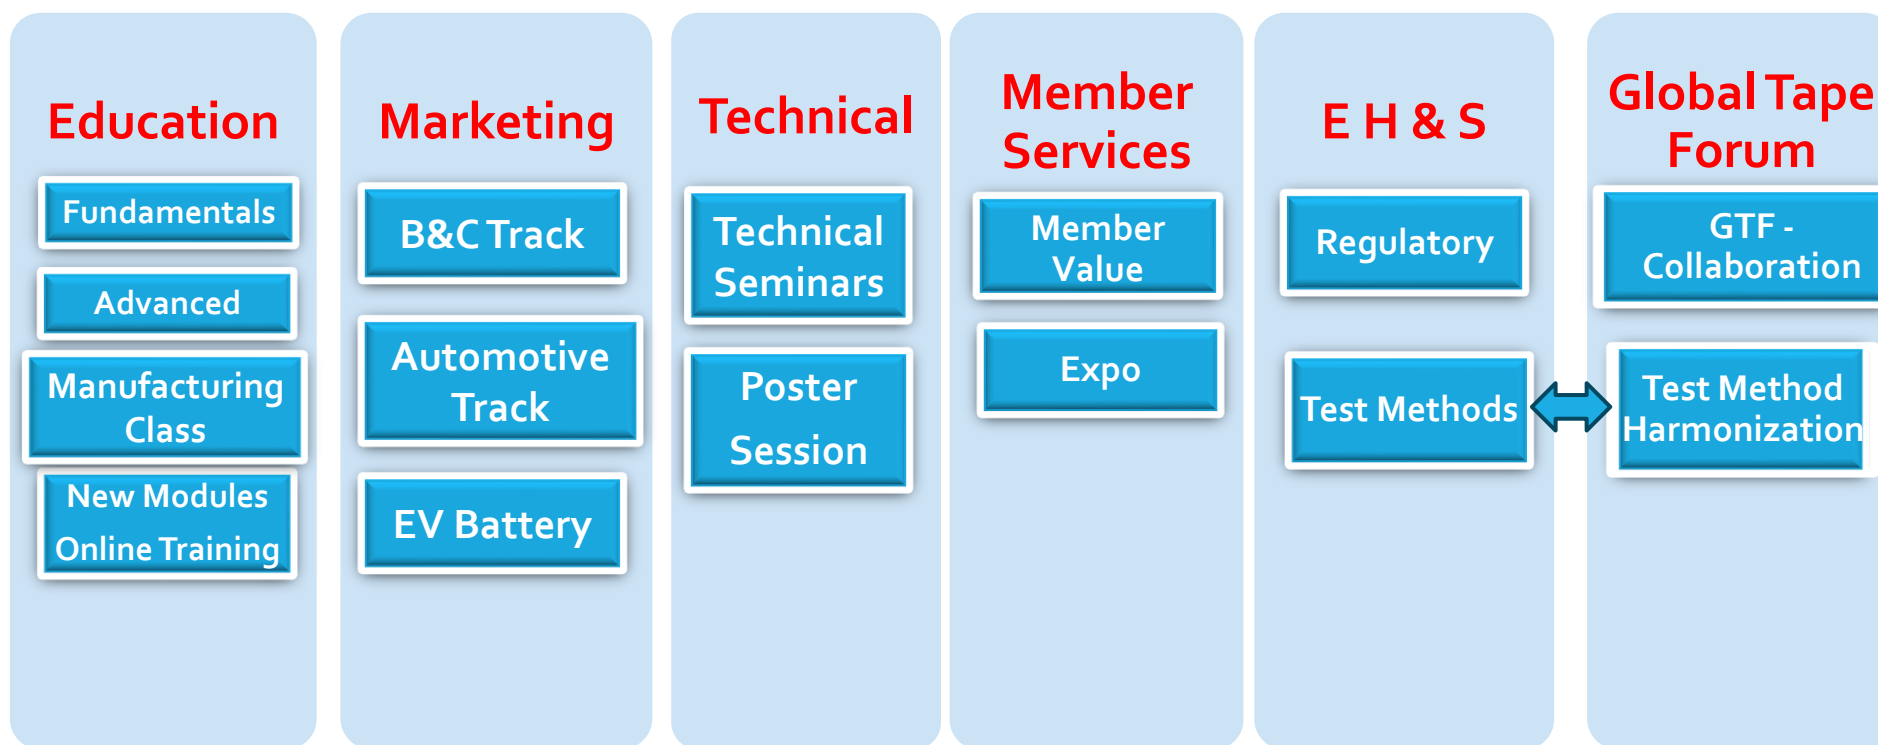 Education
Fundamentals
Advanced
Manufacturing
Class
New Modules
Online Training
Marketing
B&C Track
Automotive
Track
EV Battery
Technical
Technical
Seminars
Poster
Session
Member
Services
Member
Value
Expo
E H & S
Regulatory
Test Methods
Global Tape
Forum
GTF -
Collaboration
Test Method
Harmonization